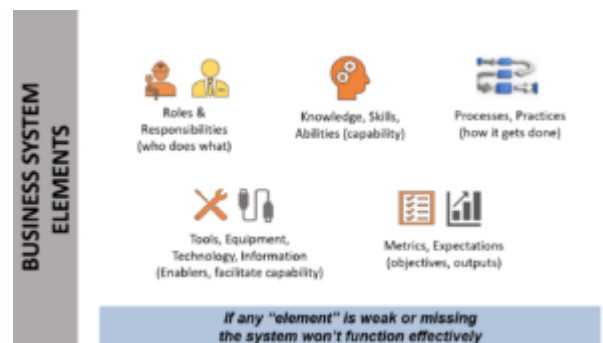 BUSINESS SYSTEM
ELEMENTS
Roles &
Responsibilities
(who does what)
Knowledge, Skills,
Abilities (capability)
Processes, Practices
(how it gets done)
Tools, Equipment,
Technology, Information
(Enablers, facilitate capability)
Metrics, Expectations
(objectives, outputs)
If any "element" is weak or missing
the system won't function effectively